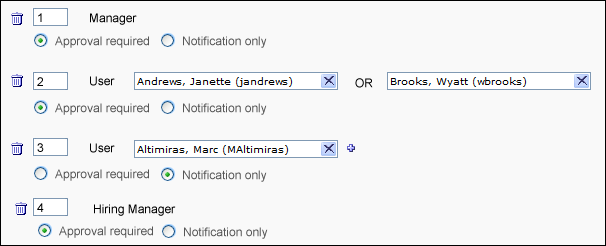 1 Manager
Approval required Notification only
2 User Andrews, Janette (jandrews) OR Brooks, Wyatt (wbrooks)
Approval required Notification only
3 User Altimiras, Marc (MAltimiras)
Approval required Notification only
4 Hiring Manager
Approval required Notification only